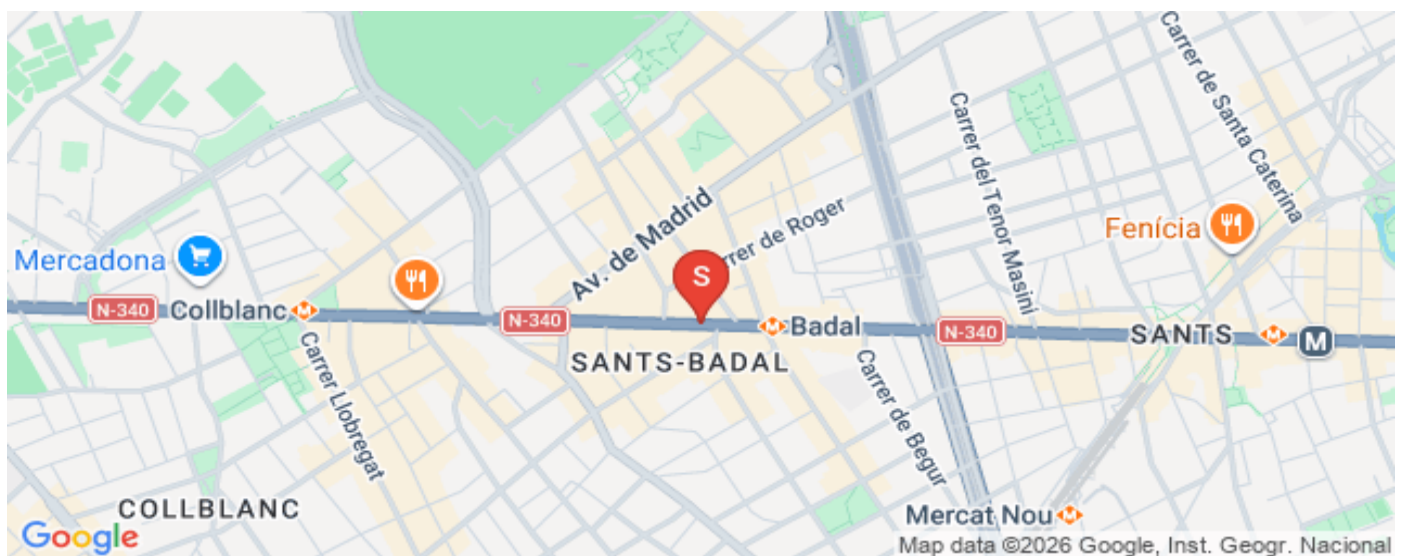 Carrer de Santa Caterina
Carrer del Tenor Masini
Av. de Madrid
Carrer de Roger
Fenícia
Mercadona
S
N-340
Collblanc
N-340
Badal
N-340
SANTS
M
SANTS-BADAL
Carrer Llobregat
Carrer de Begur
COLLBLANC
Mercat Nou
Google
Map data ©2026 Google, Inst. Geogr. Nacional